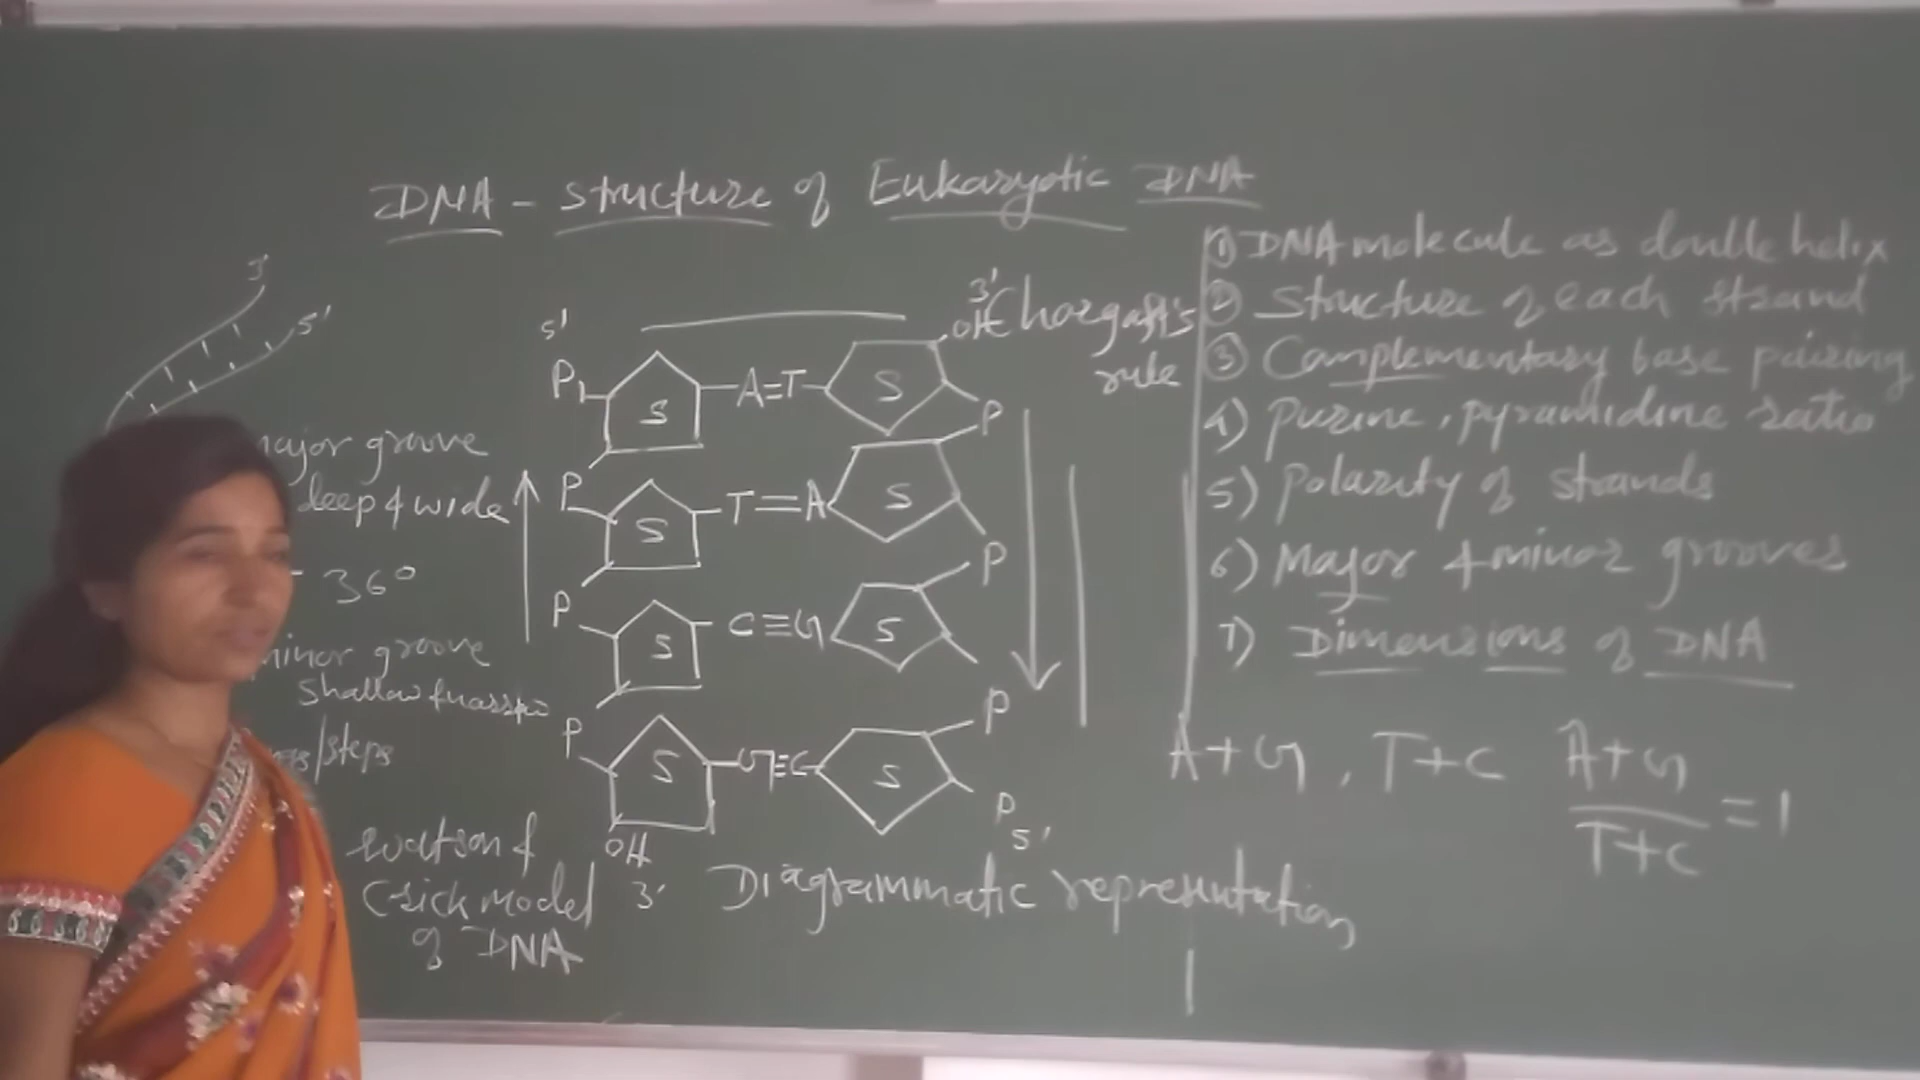 DNA - Structure of Eukaryotic DNA
3'
5'
major groove
deep & wide
36°
minor groove
Shallow &
/steps
Watson &
Crick model
of DNA
5'
3'
OH
Chargaff's
rule
P S A=T S P
P S T=A S P
P S C≡G S
P S G≡C S P
P
OH
3'
5'
Diagrammatic representation
1) DNA molecule as double helix
2) Structure of each strand
3) Complementary base pairing
4) purine, pyramidine ratio
5) Polarity of strands
6) Major & minor grooves
7) Dimensions of DNA
A+G, T+C A+G
T+C = 1